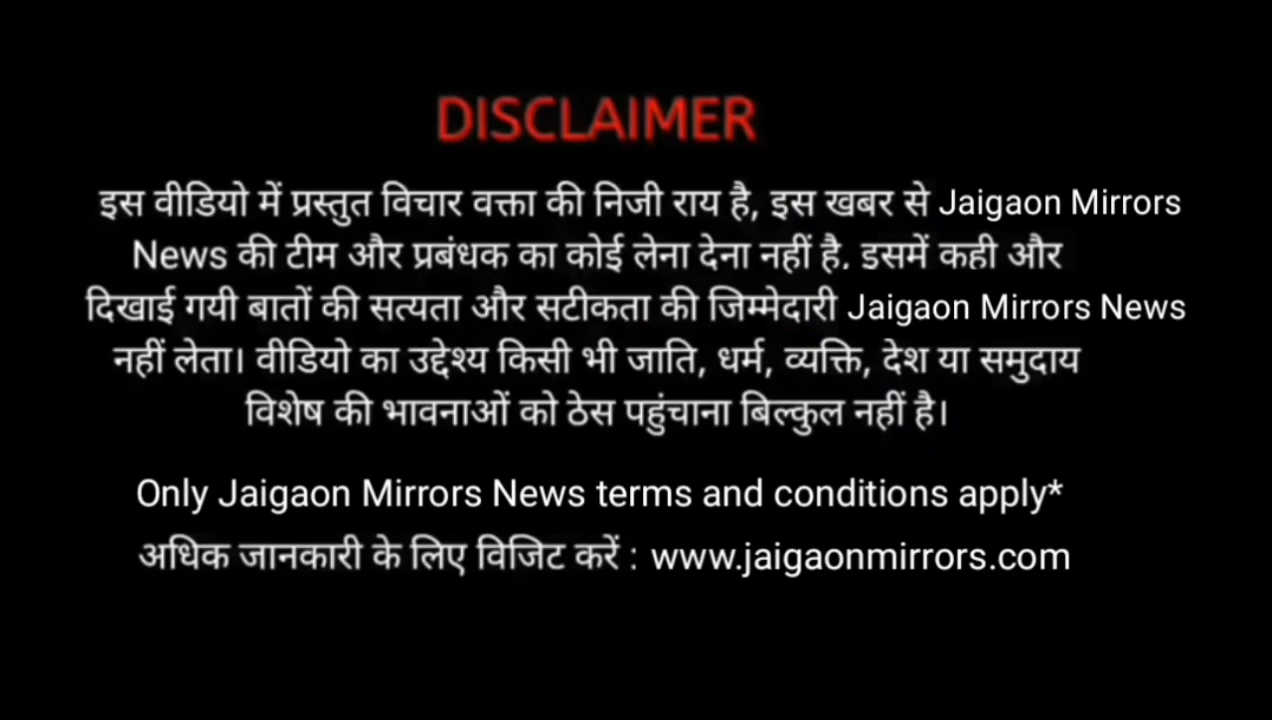 DISCLAIMER
इस वीडियो में प्रस्तुत विचार वक्ता की निजी राय है, इस खबर से Jaigaon Mirrors
News की टीम और प्रबंधक का कोई लेना देना नहीं है. इसमें कही और
दिखाई गयी बातों की सत्यता और सटीकता की जिम्मेदारी Jaigaon Mirrors News
नहीं लेता। वीडियो का उद्देश्य किसी भी जाति, धर्म, व्यक्ति, देश या समुदाय
विशेष की भावनाओं को ठेस पहुंचाना बिल्कुल नहीं है।
Only Jaigaon Mirrors News terms and conditions apply*
अधिक जानकारी के लिए विजिट करें : www.jaigaonmirrors.com